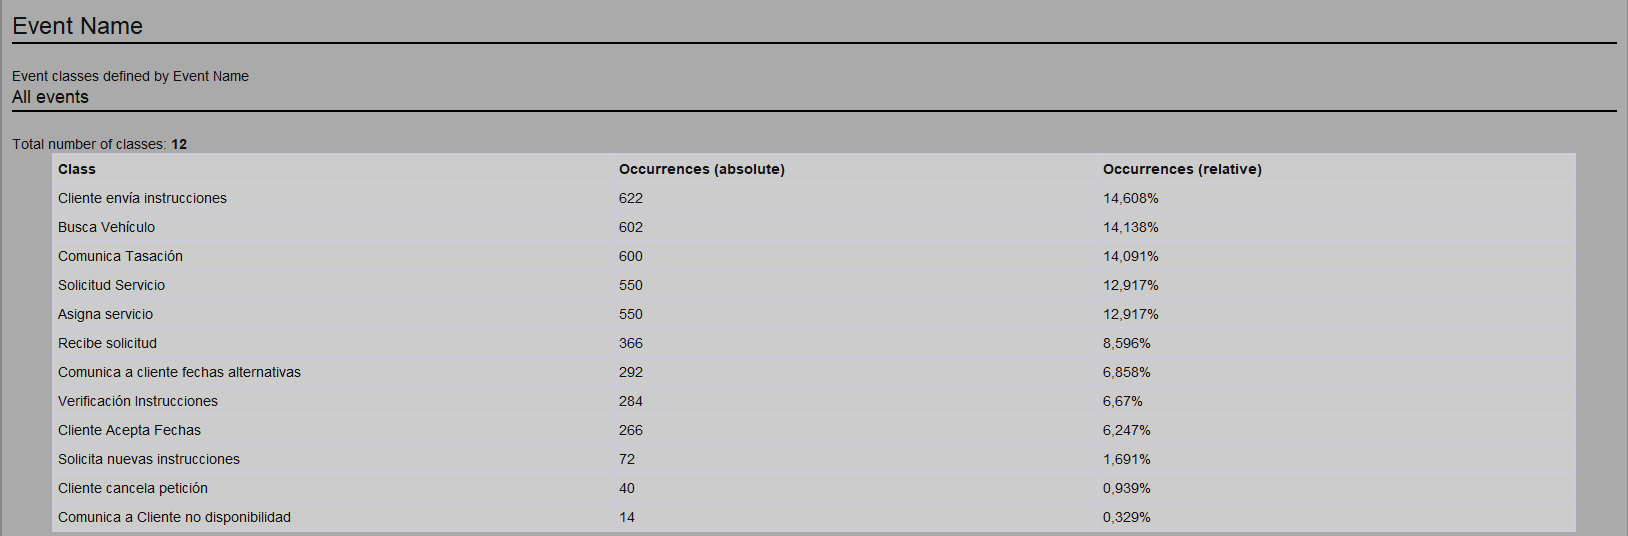 Event Name
Event classes defined by Event Name
All events
Total number of classes: 12
Class Occurrences (absolute) Occurrences (relative)
Cliente envía instrucciones 622 14,608%
Busca Vehículo 602 14,138%
Comunica Tasación 600 14,091%
Solicitud Servicio 550 12,917%
Asigna servicio 550 12,917%
Recibe solicitud 366 8,596%
Comunica a cliente fechas alternativas 292 6,858%
Verificación Instrucciones 284 6,67%
Cliente Acepta Fechas 266 6,247%
Solicita nuevas instrucciones 72 1,691%
Cliente cancela petición 40 0,939%
Comunica a Cliente no disponibilidad 14 0,329%